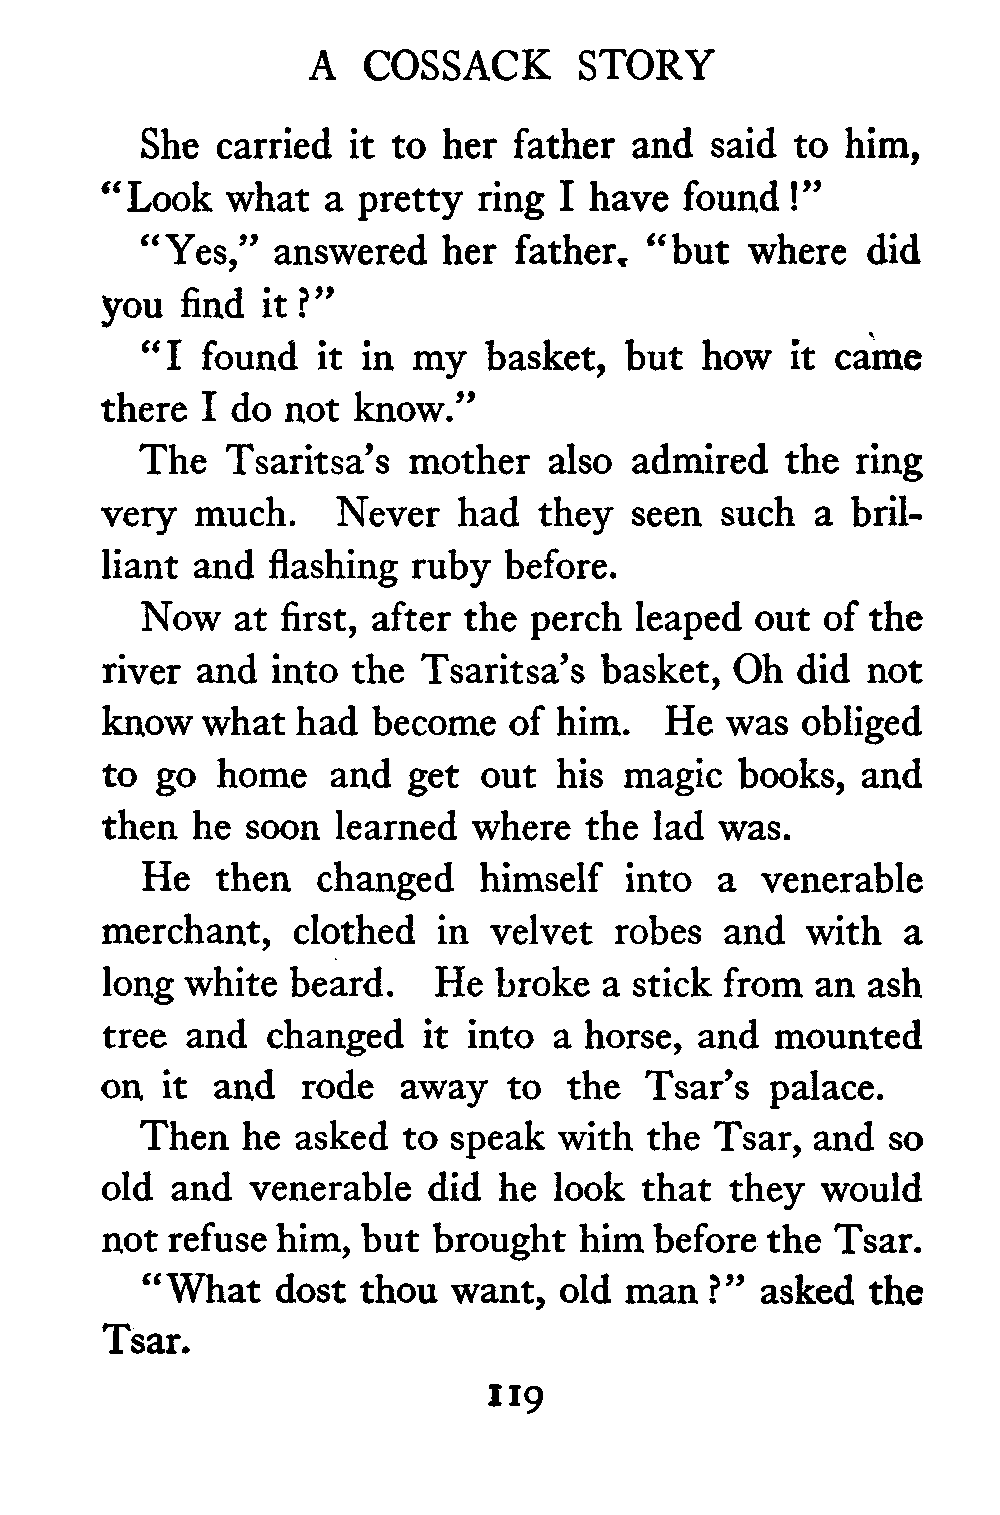 A COSSACK STORY
She carried it to her father and said to him,
“Look what a pretty ring I have found!”
“Yes,” answered her father, “but where did
you find it?”
“I found it in my basket, but how it came
there I do not know.”
The Tsaritsa’s mother also admired the ring
very much. Never had they seen such a bril-
liant and flashing ruby before.
Now at first, after the perch leaped out of the
river and into the Tsaritsa’s basket, Oh did not
know what had become of him. He was obliged
to go home and get out his magic books, and
then he soon learned where the lad was.
He then changed himself into a venerable
merchant, clothed in velvet robes and with a
long white beard. He broke a stick from an ash
tree and changed it into a horse, and mounted
on it and rode away to the Tsar’s palace.
Then he asked to speak with the Tsar, and so
old and venerable did he look that they would
not refuse him, but brought him before the Tsar.
“What dost thou want, old man?” asked the
Tsar.
119